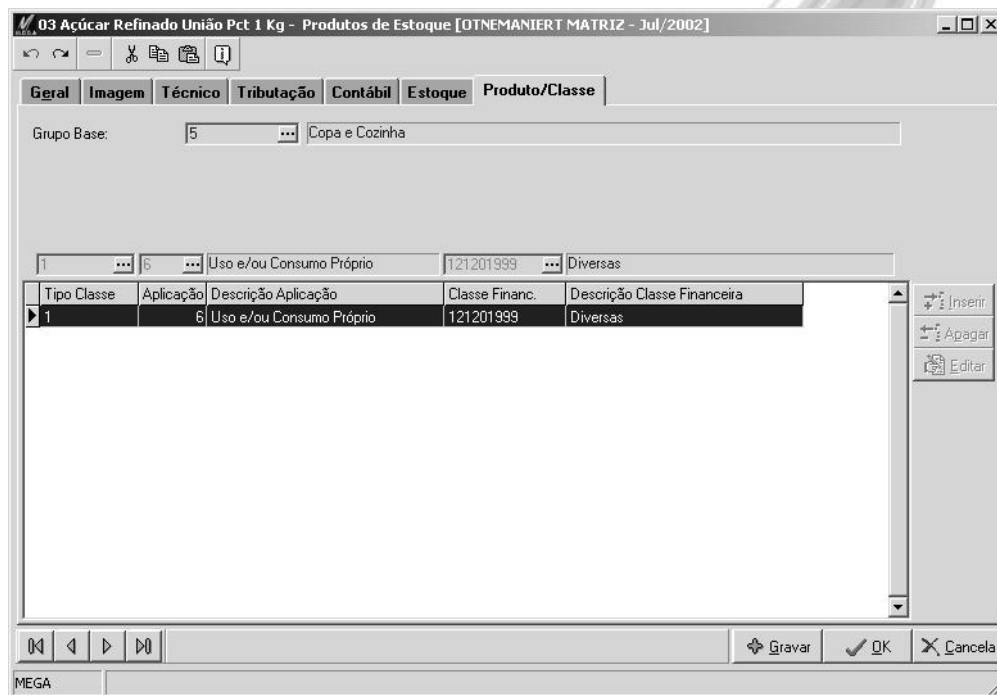 03 Açúcar Refinado União Pct 1 Kg - Produtos de Estoque [OTNEMANIERT MATRIZ - Jul/2002]
Geral Imagem Técnico Tributação Contábil Estoque Produto/Classe
Grupo Base: 5 ... Copa e Cozinha
1 ... 6 ... Uso e/ou Consumo Próprio 121201999 ... Diversas
Tipo Classe Aplicação Descrição Aplicação Classe Financ. Descrição Classe Financeira
1 6 Uso e/ou Consumo Próprio 121201999 Diversas
Inserir
Apagar
Editar
Gravar OK Cancela
MEGA